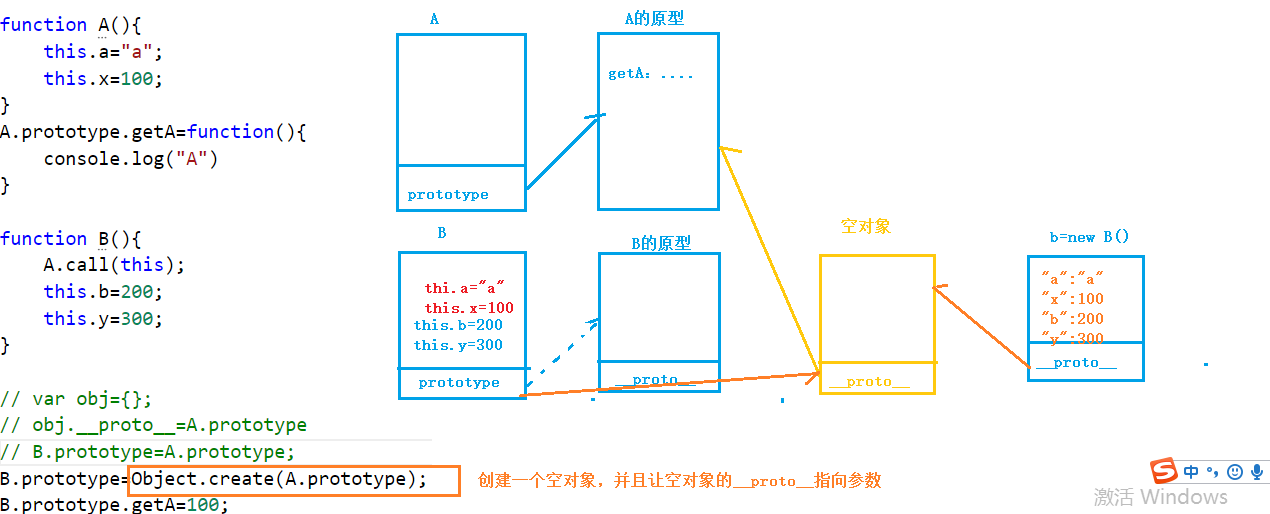 function A(){
this.a="a";
this.x=100;
}
A.prototype.getA=function(){
console.log("A")
}
function B(){
A.call(this);
this.b=200;
this.y=300;
}
// var obj={};
// obj.__proto__=A.prototype
// B.prototype=A.prototype;
B.prototype=Object.create(A.prototype);
B.prototype.getA=100;
A
prototype
A的原型
getA：....
B
thi.a="a"
this.x=100
this.b=200
this.y=300
prototype
B的原型
__proto__
空对象
__proto__
b=new B()
"a":"a"
"x":100
"b":200
"y":300
__proto__
创建一个空对象，并且让空对象的__proto__指向参数
S中
激活 Windows